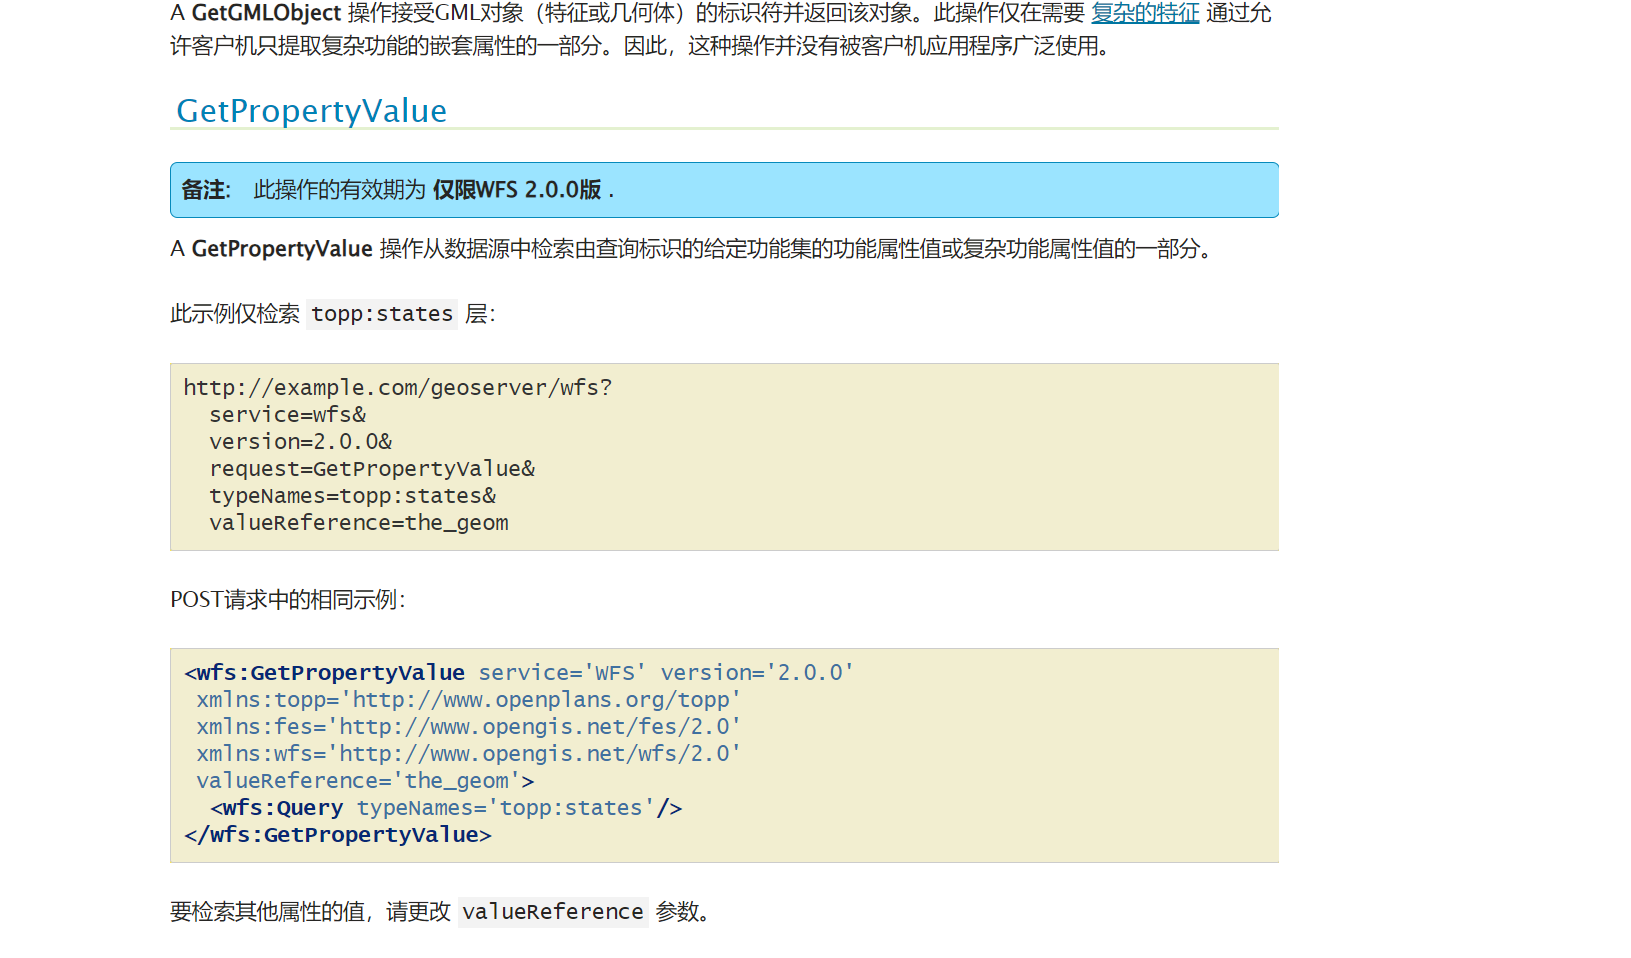 A GetGMLObject 操作接受GML对象（特征或几何体）的标识符并返回该对象。此操作仅在需要 复杂的特征 通过允
许客户机只提取复杂功能的嵌套属性的一部分。因此，这种操作并没有被客户机应用程序广泛使用。
GetPropertyValue
备注： 此操作的有效期为 仅限WFS 2.0.0版 .
A GetPropertyValue 操作从数据源中检索由查询标识的给定功能集的功能属性值或复杂功能属性值的一部分。
此示例仅检索 topp:states 层：
http://example.com/geoserver/wfs?
  service=wfs&
  version=2.0.0&
  request=GetPropertyValue&
  typeNames=topp:states&
  valueReference=the_geom
POST请求中的相同示例：
<wfs:GetPropertyValue service='WFS' version='2.0.0'
 xmlns:topp='http://www.openplans.org/topp'
 xmlns:fes='http://www.opengis.net/fes/2.0'
 xmlns:wfs='http://www.opengis.net/wfs/2.0'
 valueReference='the_geom'>
  <wfs:Query typeNames='topp:states'/>
</wfs:GetPropertyValue>
要检索其他属性的值，请更改 valueReference 参数。